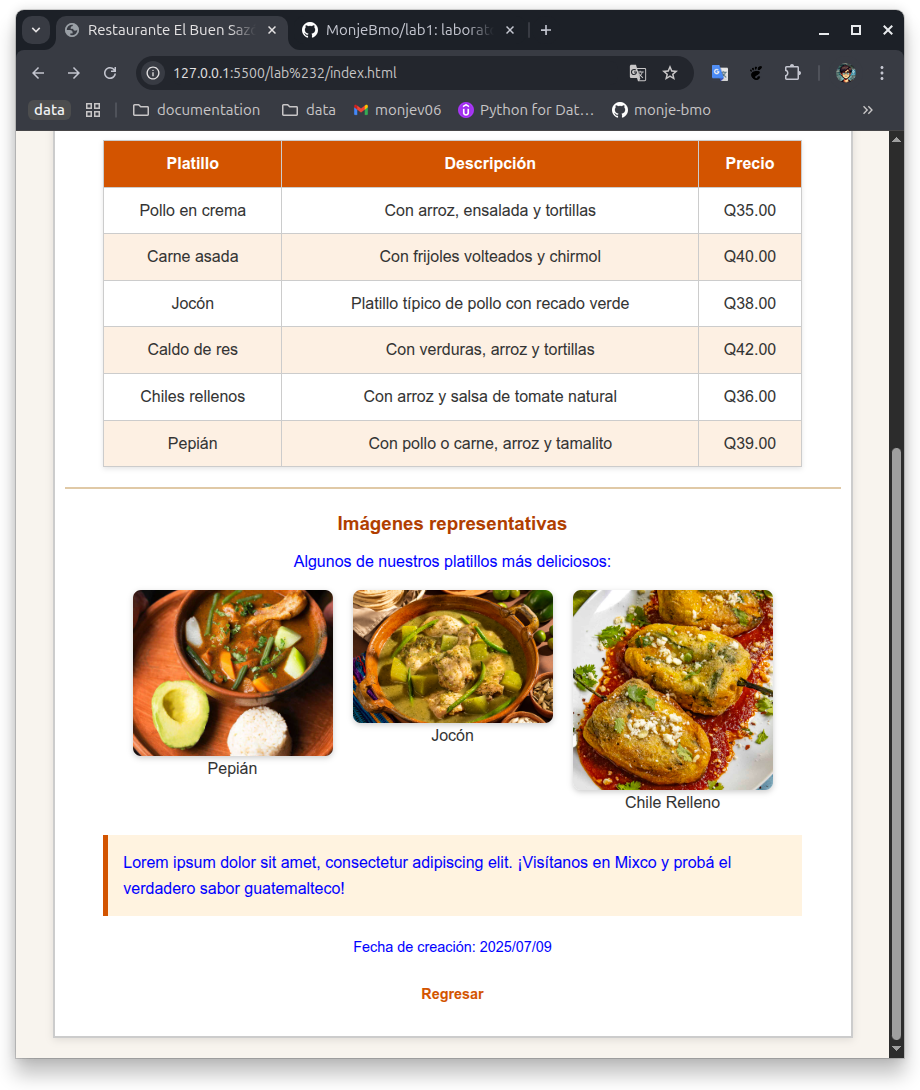 Restaurante El Buen Saz
MonjeBmo/lab1: laborat
127.0.0.1:5500/lab%232/index.html
data
documentation
data
monjev06
Python for Dat…
monje-bmo
»
Platillo Descripción Precio
Pollo en crema Con arroz, ensalada y tortillas Q35.00
Carne asada Con frijoles volteados y chirmol Q40.00
Jocón Platillo típico de pollo con recado verde Q38.00
Caldo de res Con verduras, arroz y tortillas Q42.00
Chiles rellenos Con arroz y salsa de tomate natural Q36.00
Pepián Con pollo o carne, arroz y tamalito Q39.00
Imágenes representativas
Algunos de nuestros platillos más deliciosos:
Pepián
Jocón
Chile Relleno
Lorem ipsum dolor sit amet, consectetur adipiscing elit. ¡Visítanos en Mixco y probá el
verdadero sabor guatemalteco!
Fecha de creación: 2025/07/09
Regresar